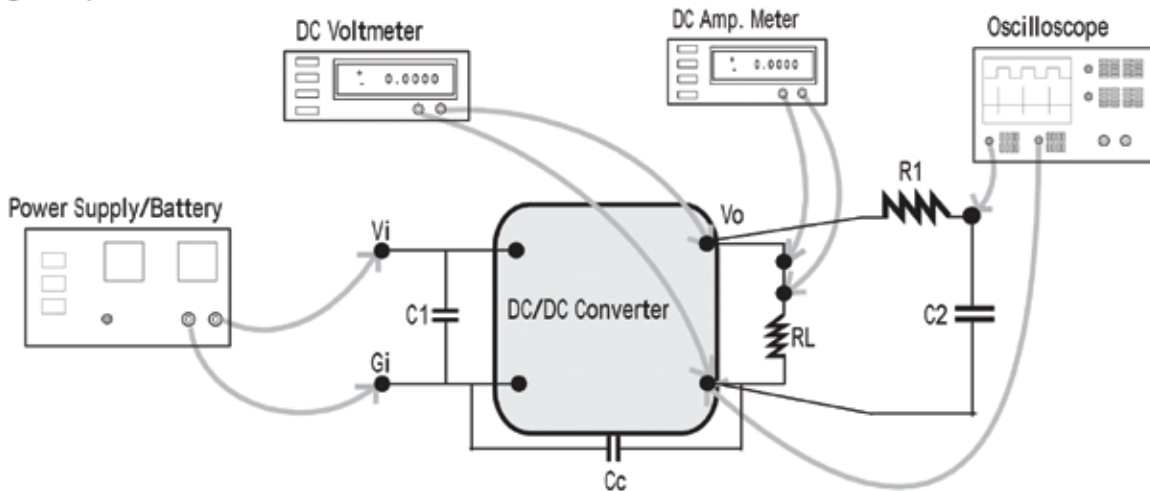 DC Voltmeter
DC Amp. Meter
Oscilloscope
+
- 0.0000
+
- 0.0000
Power Supply/Battery
Vi
Vo
R1
C1
DC/DC Converter
RL
C2
Gi
Cc